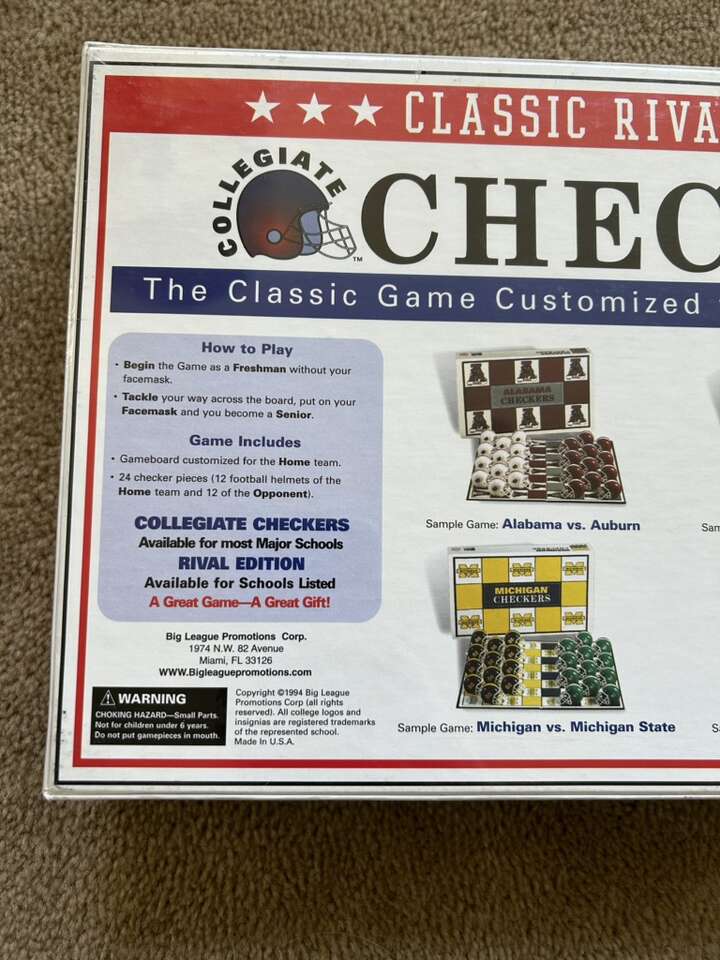 ★★★ CLASSIC RIVA
COLLEGIATE
CHEC
™
The Classic Game Customized
How to Play
• Begin the Game as a Freshman without your
facemask.
• Tackle your way across the board, put on your
Facemask and you become a Senior.
Game Includes
• Gameboard customized for the Home team.
• 24 checker pieces (12 football helmets of the
Home team and 12 of the Opponent).
COLLEGIATE CHECKERS
Available for most Major Schools
RIVAL EDITION
Available for Schools Listed
A Great Game—A Great Gift!
Big League Promotions Corp.
1974 N.W. 82 Avenue
Miami, FL 33126
www.Bigleaguepromotions.com
WARNING
CHOKING HAZARD—Small Parts.
Not for children under 6 years.
Do not put gamepieces in mouth.
Copyright ©1994 Big League
Promotions Corp (all rights
reserved). All college logos and
insignias are registered trademarks
of the represented school.
Made In U.S.A.
ALABAMA
CHECKERS
Sample Game: Alabama vs. Auburn
Sam
MICHIGAN
CHECKERS
Sample Game: Michigan vs. Michigan State
S